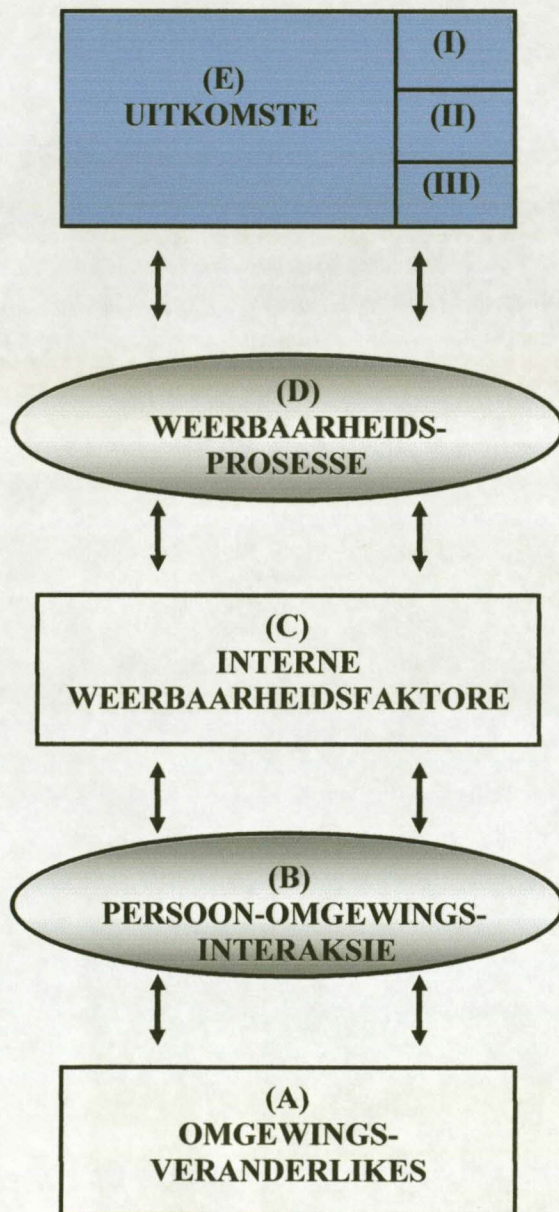 (E)
UITKOMSTE
(I)
(II)
(III)
(D)
WEERBAARHEIDS-
PROSESSE
(C)
INTERNE
WEERBAARHEIDSFAKTORE
(B)
PERSOON-OMGEWINGS-
INTERAKSIE
(A)
OMGEWINGS-
VERANDERLIKES